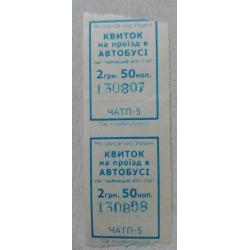 КВИТОК
на проїзд в
АВТОБУСІ
2грн. 50коп.
130807
ЧАТП-5
КВИТОК
на проїзд в
АВТОБУСІ
2грн. 50коп.
130808
ЧАТП-5